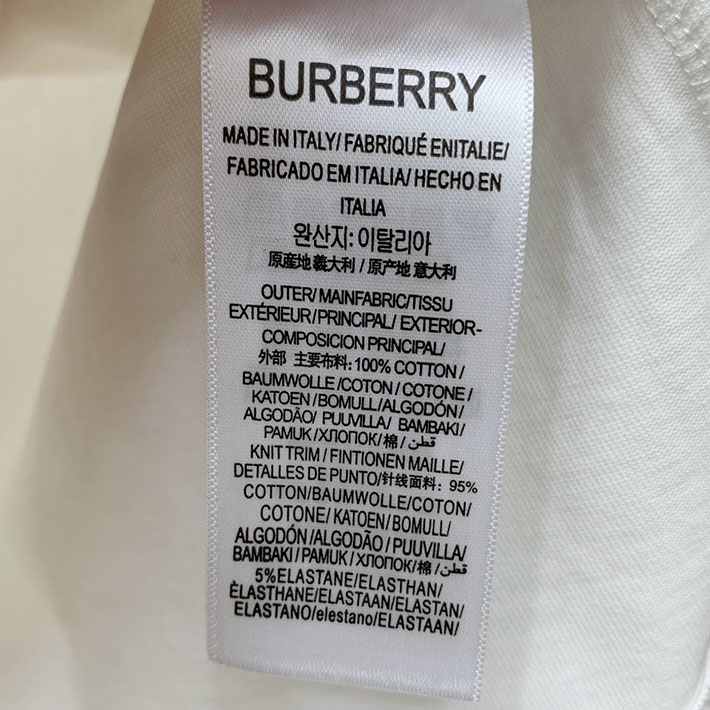 BURBERRY
MADE IN ITALY/ FABRIQUÉ ENITALIE/
FABRICADO EM ITALIA/ HECHO EN
ITALIA
완산지: 이탈리아
原産地 義大利 / 原产地 意大利
OUTER/ MAINFABRIC/TISSU
EXTÉRIEUR/PRINCIPAL/ EXTERIOR-
COMPOSICION PRINCIPAL/
外部 主要布料: 100% COTTON /
BAUMWOLLE /COTON / COTONE /
KATOEN / BOMULL/ ALGODÓN/
ALGODÃO/ PUUVILLA/ BAMBAKI/
PAMUK / ХЛОПОК/ 棉 / قطن /
KNIT TRIM / FINTIONEN MAILLE/
DETALLES DE PUNTO/针线面料: 95%
COTTON/BAUMWOLLE/COTON/
COTONE/ KATOEN/ BOMULL/
ALGODÓN /ALGODÃO / PUUVILLA/
BAMBAKI / PAMUK / ХЛОПОК/ 棉 / قطن /
5%ELASTANE/ELASTHAN/
ÈLASTHANE/ELASTAAN/ELASTAN/
ELASTANO/elestano/ELASTAAN/